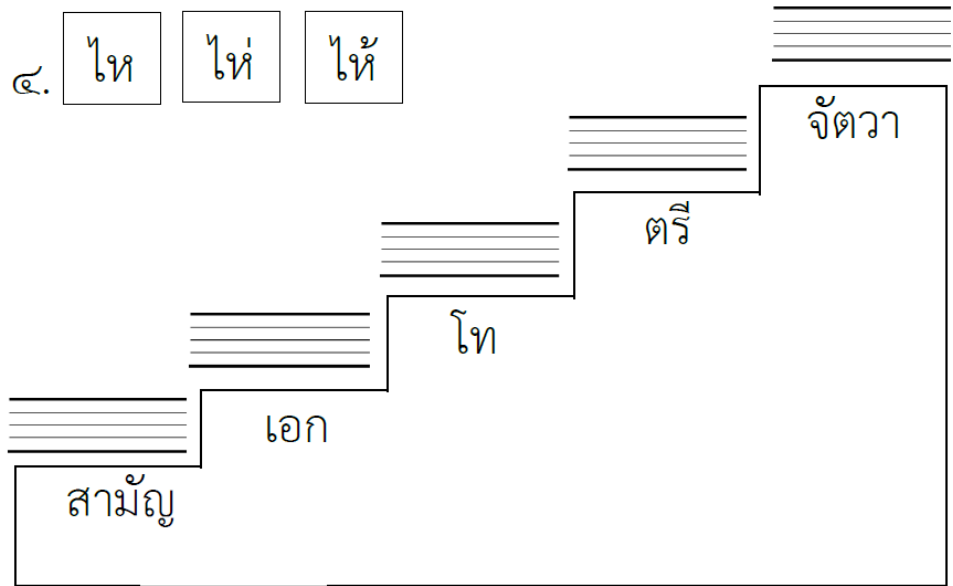 ๔. ไห ไห่ ไห้
จัตวา
ตรี
โท
เอก
สามัญ